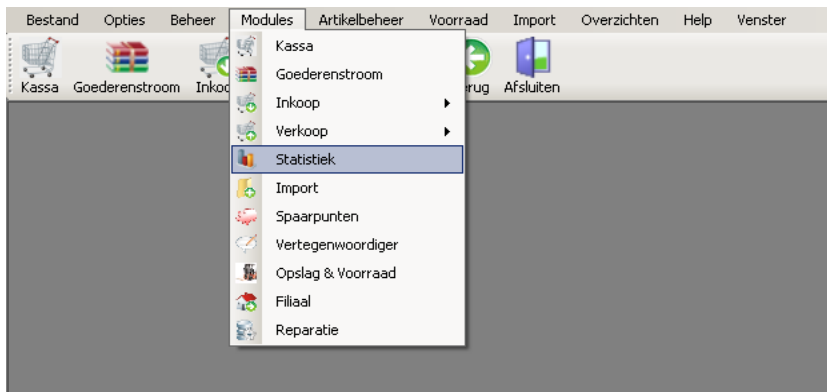 Bestand Opties Beheer Modules Artikelbeheer Voorraad Import Overzichten Help Venster
Kassa Goederenstroom
Afsluiten
Kassa
Goederenstroom
Inkoop
Verkoop
Statistiek
Import
Spaarpunten
Vertegenwoordiger
Opslag & Voorraad
Filiaal
Reparatie